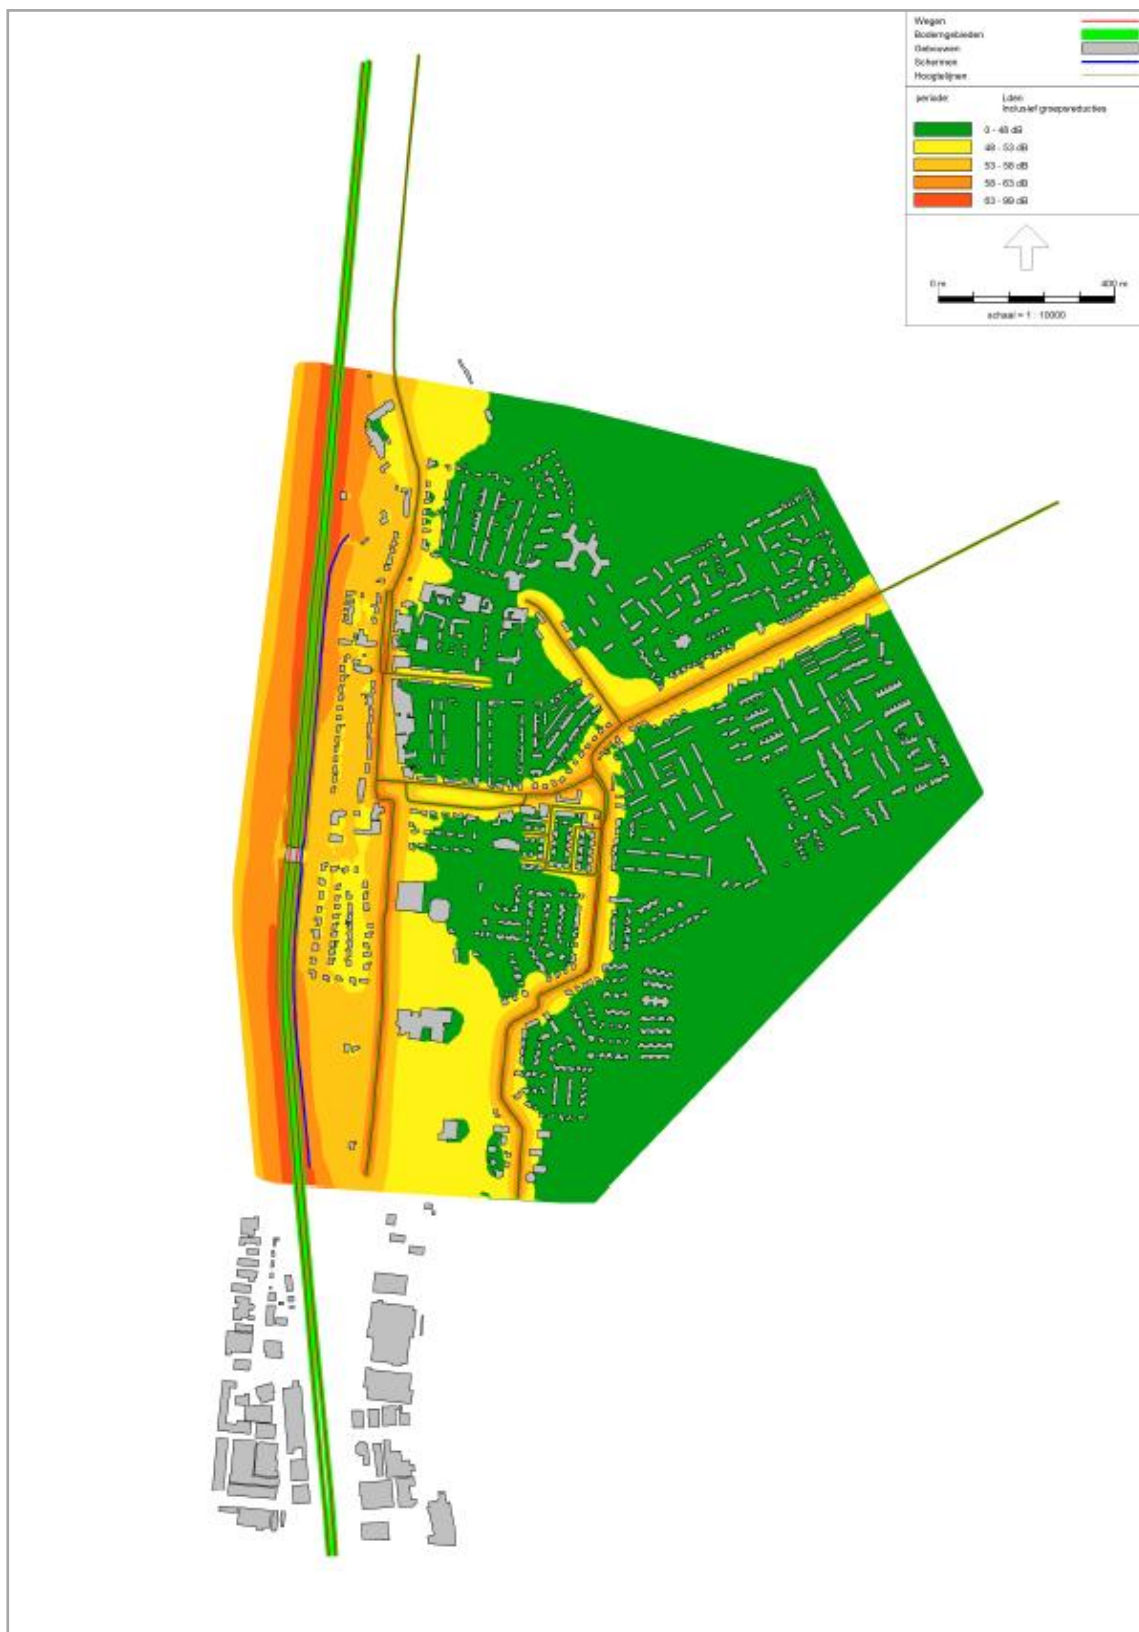 Wegen
Bodemgebieden
Gebouwen
Schermen
Hoogtelijnen
periode: Lden
Inclusief groepsreducties
0 - 48 dB
48 - 53 dB
53 - 58 dB
58 - 63 dB
63 - 99 dB
0 m 400 m
schaal = 1 : 10000